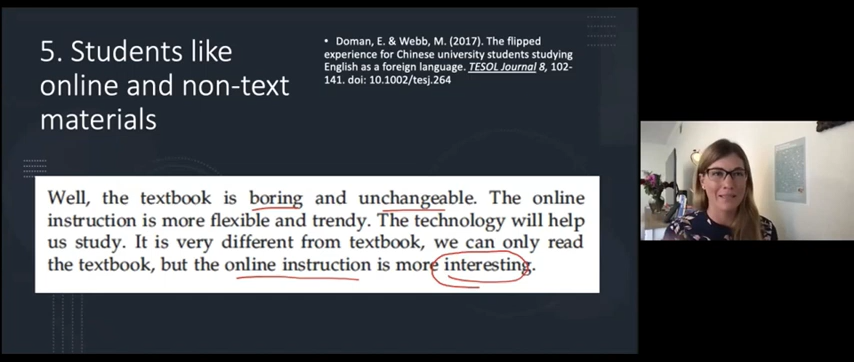 5. Students like
online and non-text
materials
• Doman, E. & Webb, M. (2017). The flipped
experience for Chinese university students studying
English as a foreign language. TESOL Journal 8, 102-
141. doi: 10.1002/tesj.264
Well, the textbook is boring and unchangeable. The online
instruction is more flexible and trendy. The technology will help
us study. It is very different from textbook, we can only read
the textbook, but the online instruction is more interesting.